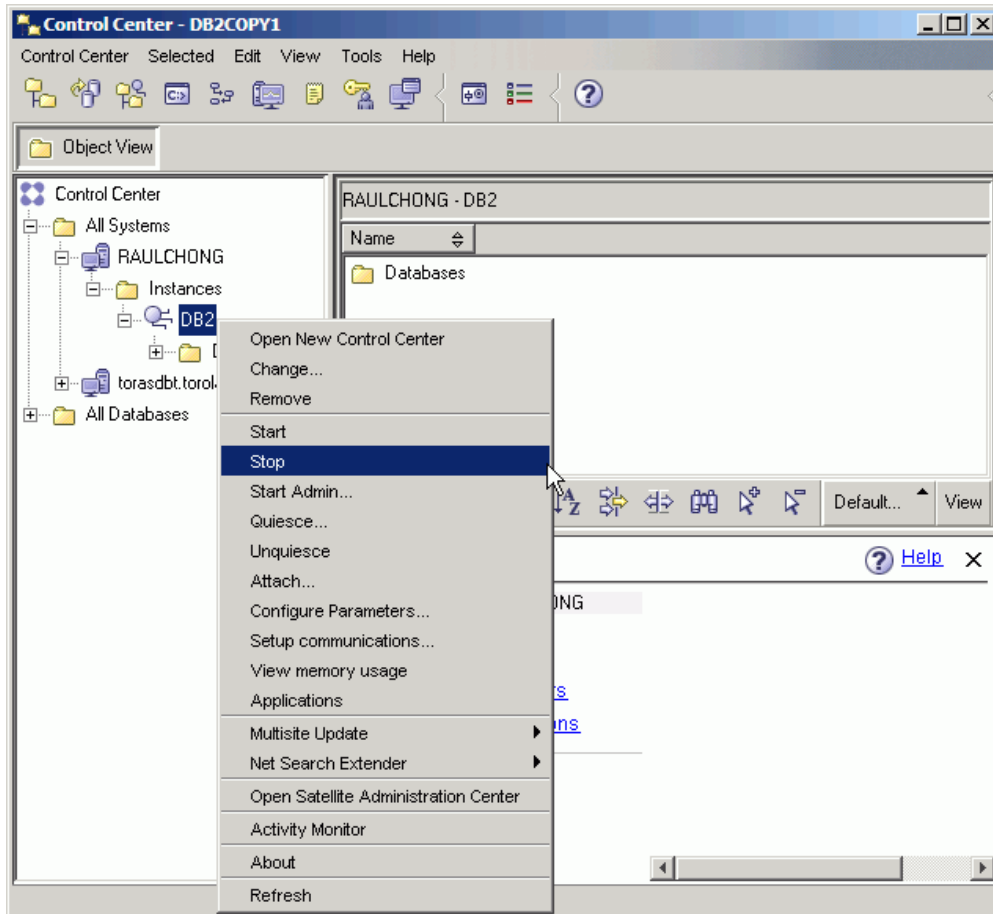 Control Center - DB2COPY1
Control Center Selected Edit View Tools Help
Object View
Control Center
All Systems
RAULCHONG
Instances
DB2
torasdbt.torol
All Databases
RAULCHONG - DB2
Name
Databases
Open New Control Center
Change...
Remove
Start
Stop
Start Admin...
Quiesce...
Unquiesce
Attach...
Configure Parameters...
Setup communications...
View memory usage
Applications
Multisite Update
Net Search Extender
Open Satellite Administration Center
Activity Monitor
About
Refresh
Default... View
Help